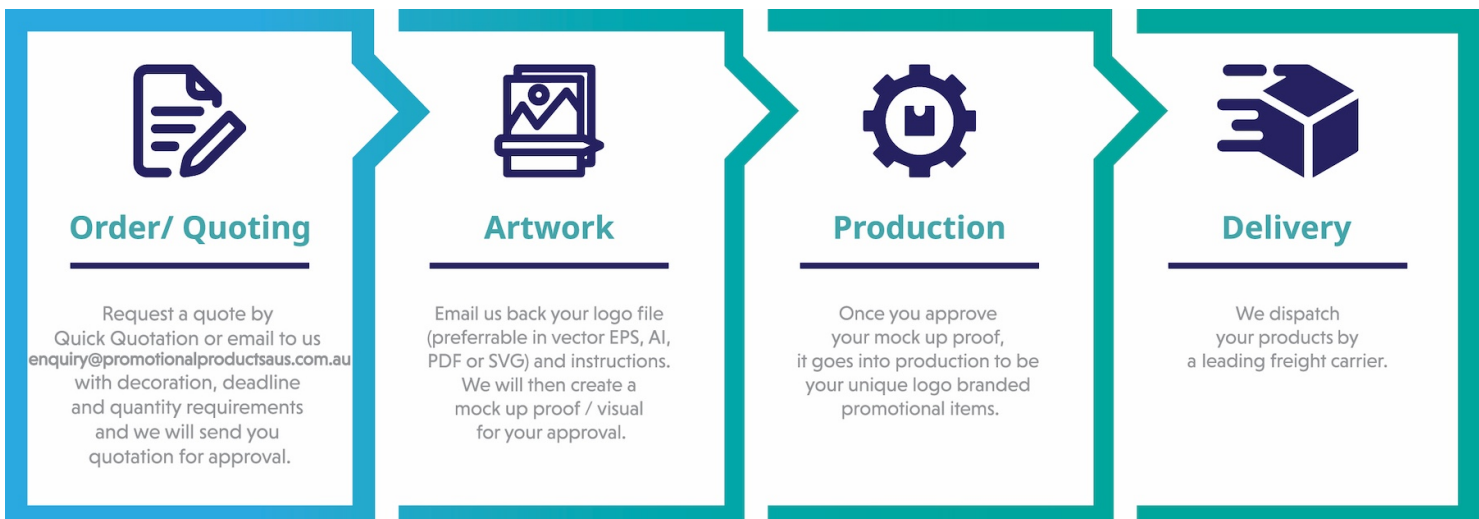 Order/ Quoting
Request a quote by
Quick Quotation or email to us
enquiry@promotionalproductsaus.com.au
with decoration, deadline
and quantity requirements
and we will send you
quotation for approval.
Artwork
Email us back your logo file
(preferrable in vector EPS, AI,
PDF or SVG) and instructions.
We will then create a
mock up proof / visual
for your approval.
Production
Once you approve
your mock up proof,
it goes into production to be
your unique logo branded
promotional items.
Delivery
We dispatch
your products by
a leading freight carrier.